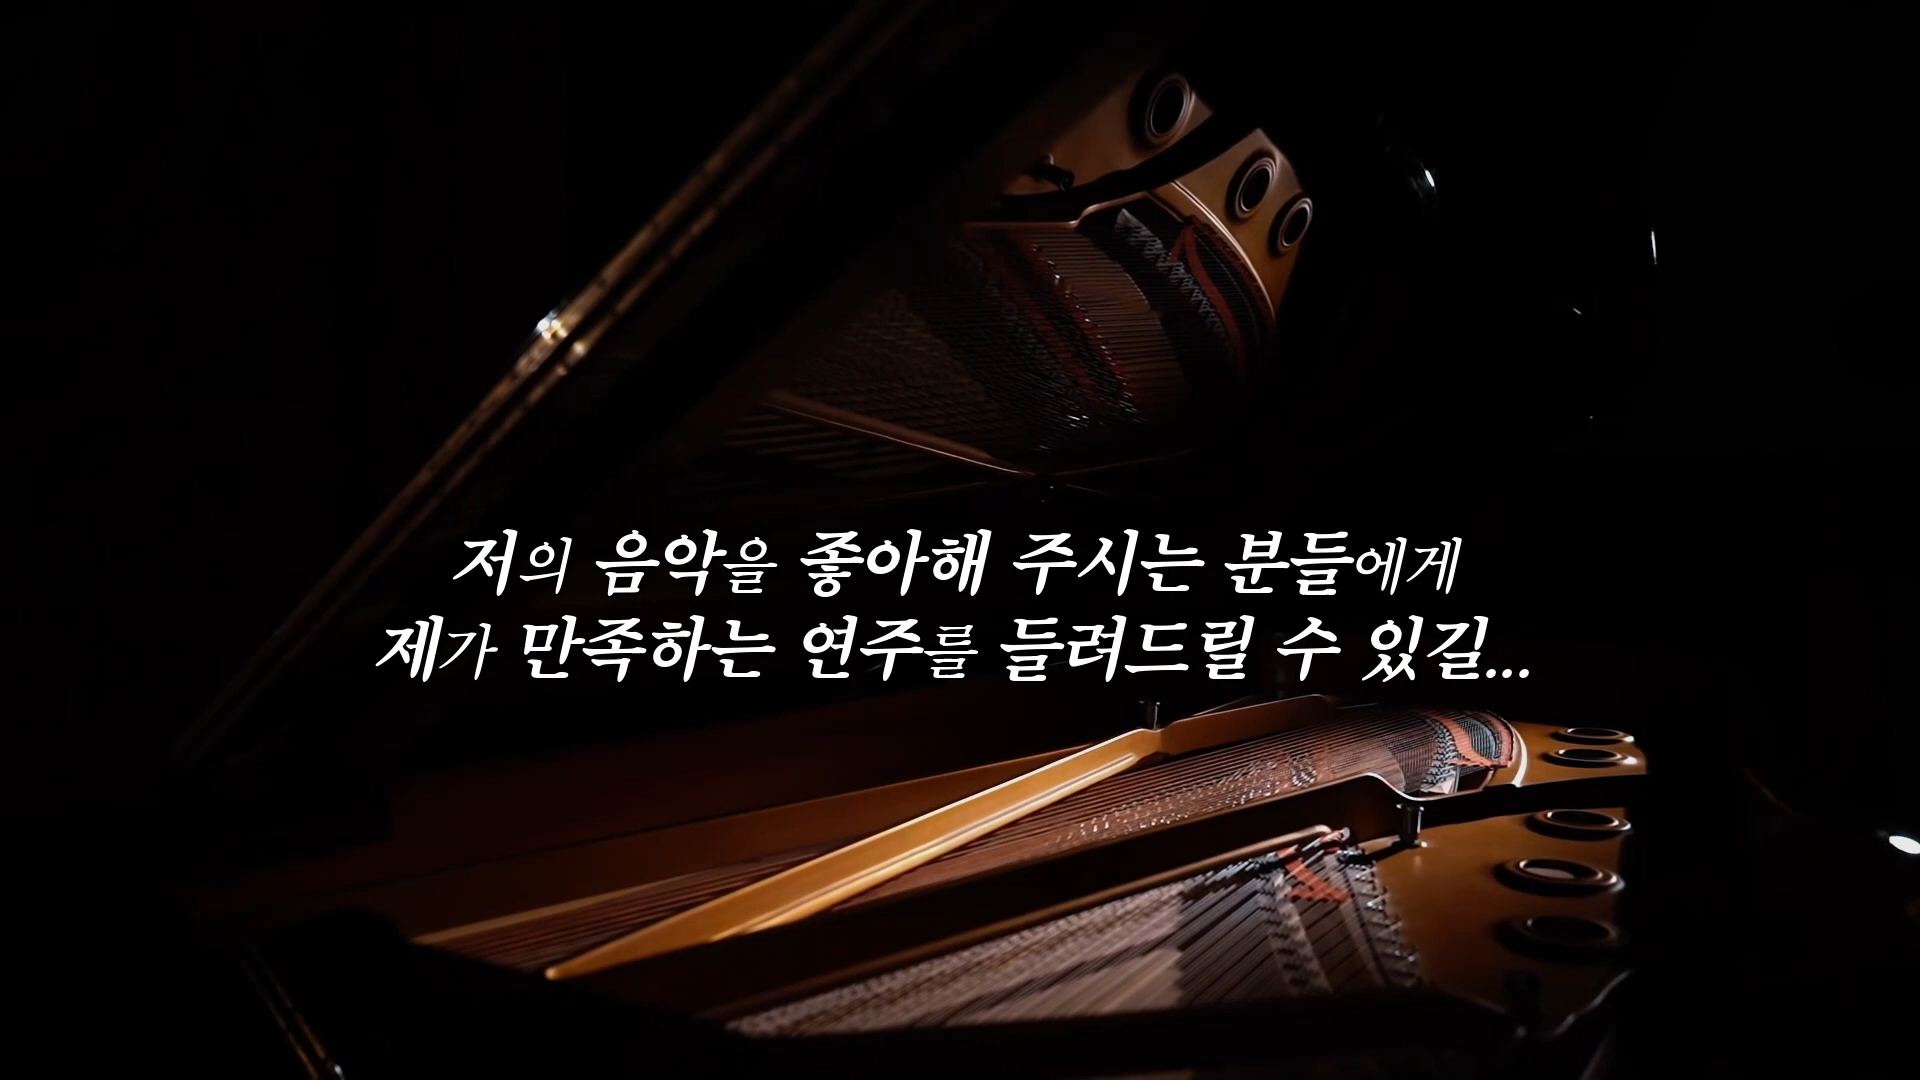 저의 음악을 좋아해 주시는 분들에게
제가 만족하는 연주를 들려드릴 수 있길...